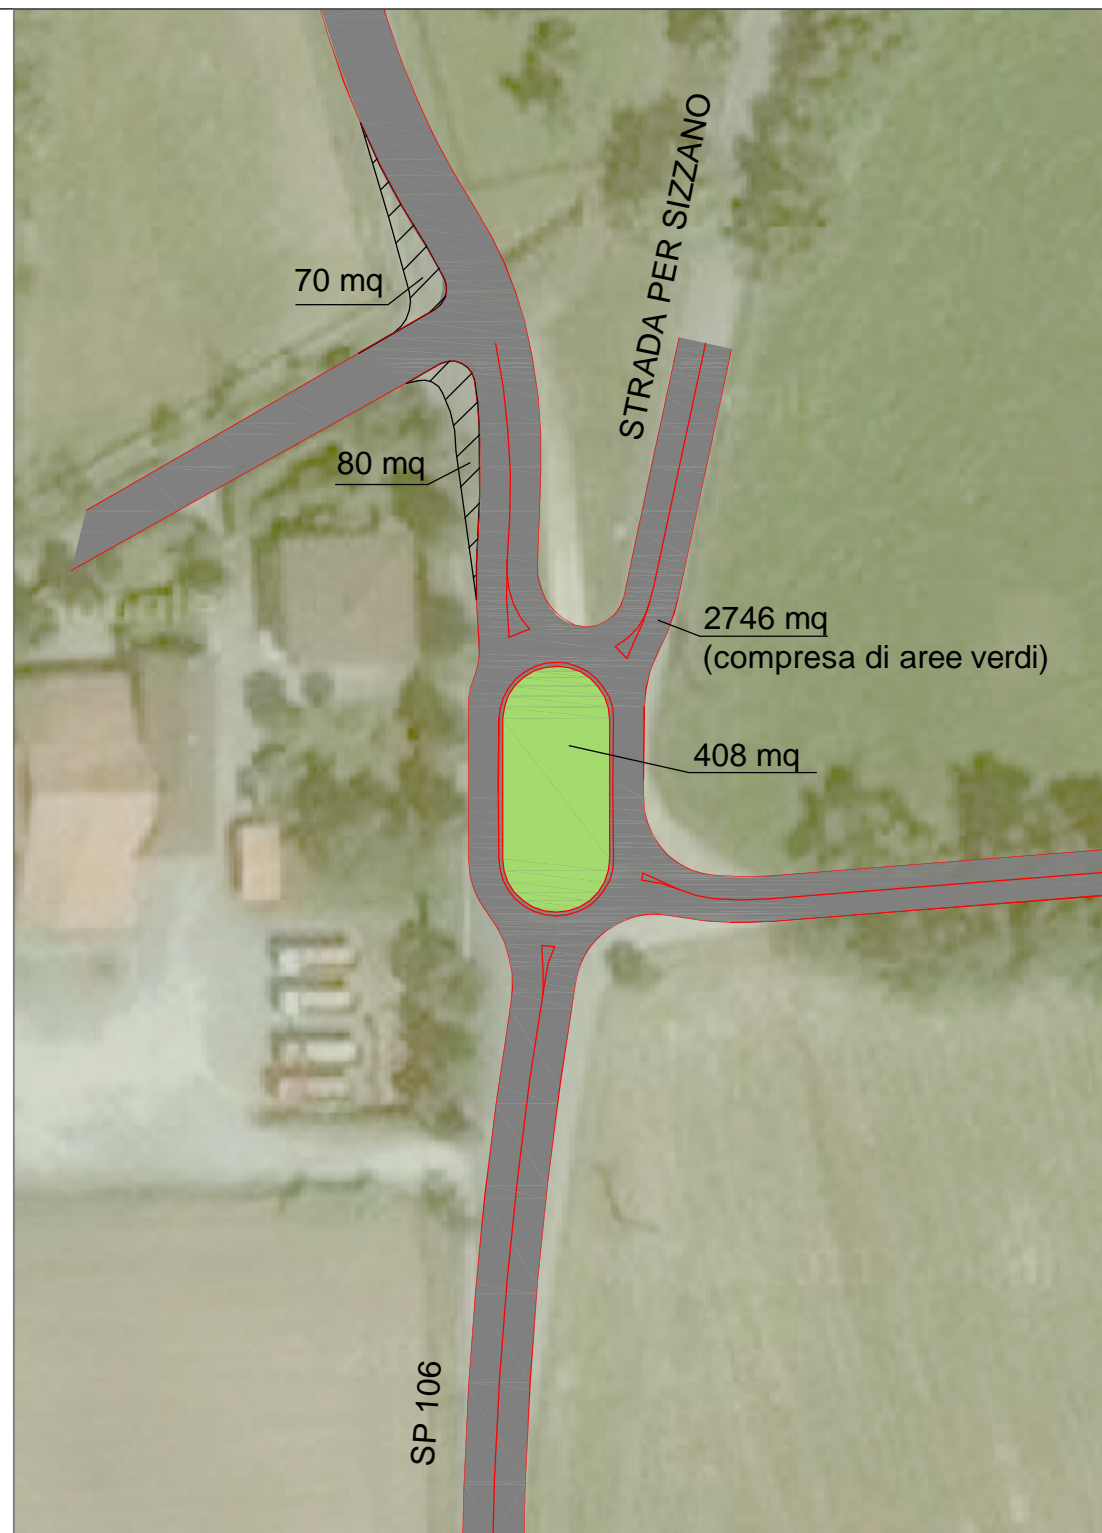 STRADA PER SIZZANO
70 mq
80 mq
2746 mq
(compresa di aree verdi)
408 mq
SP 106